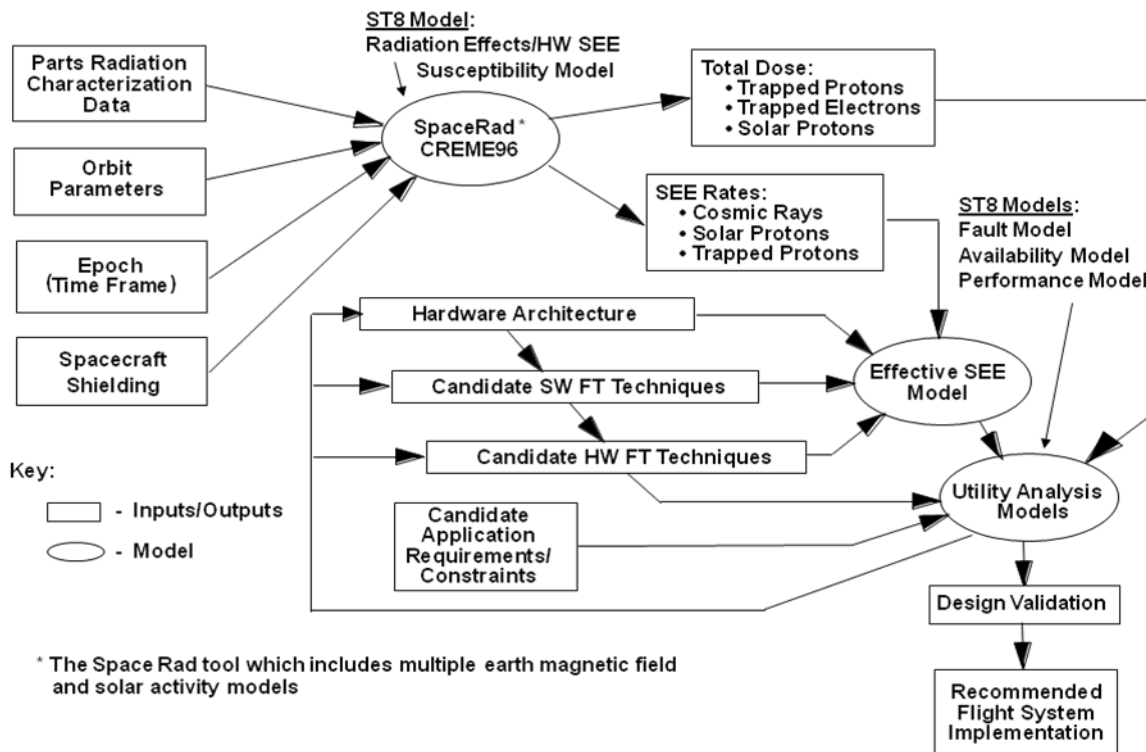 ST8 Model:
Radiation Effects/HW SEE
Susceptibility Model
Parts Radiation
Characterization
Data
Orbit
Parameters
Epoch
(Time Frame)
Spacecraft
Shielding
SpaceRad *
CREME96
Total Dose:
• Trapped Protons
• Trapped Electrons
• Solar Protons
SEE Rates:
• Cosmic Rays
• Solar Protons
• Trapped Protons
ST8 Models:
Fault Model
Availability Model
Performance Model
Hardware Architecture
Candidate SW FT Techniques
Candidate HW FT Techniques
Effective SEE
Model
Candidate
Application
Requirements/
Constraints
Utility Analysis
Models
Design Validation
Recommended
Flight System
Implementation
Key:
- Inputs/Outputs
- Model
* The Space Rad tool which includes multiple earth magnetic field
and solar activity models